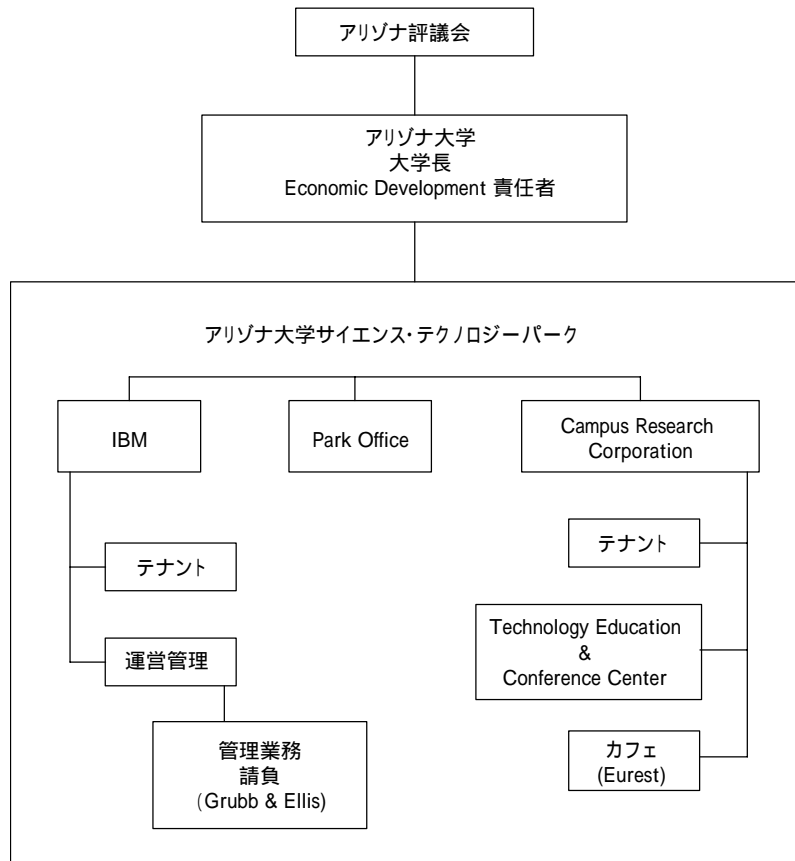 アリゾナ評議会
アリゾナ大学
大学長
Economic Development 責任者
アリゾナ大学サイエンス・テクノロジーパーク
IBM
Park Office
Campus Research
Corporation
テナント
運営管理
管理業務
請負
(Grubb & Ellis)
テナント
Technology Education
&
Conference Center
カフェ
(Eurest)